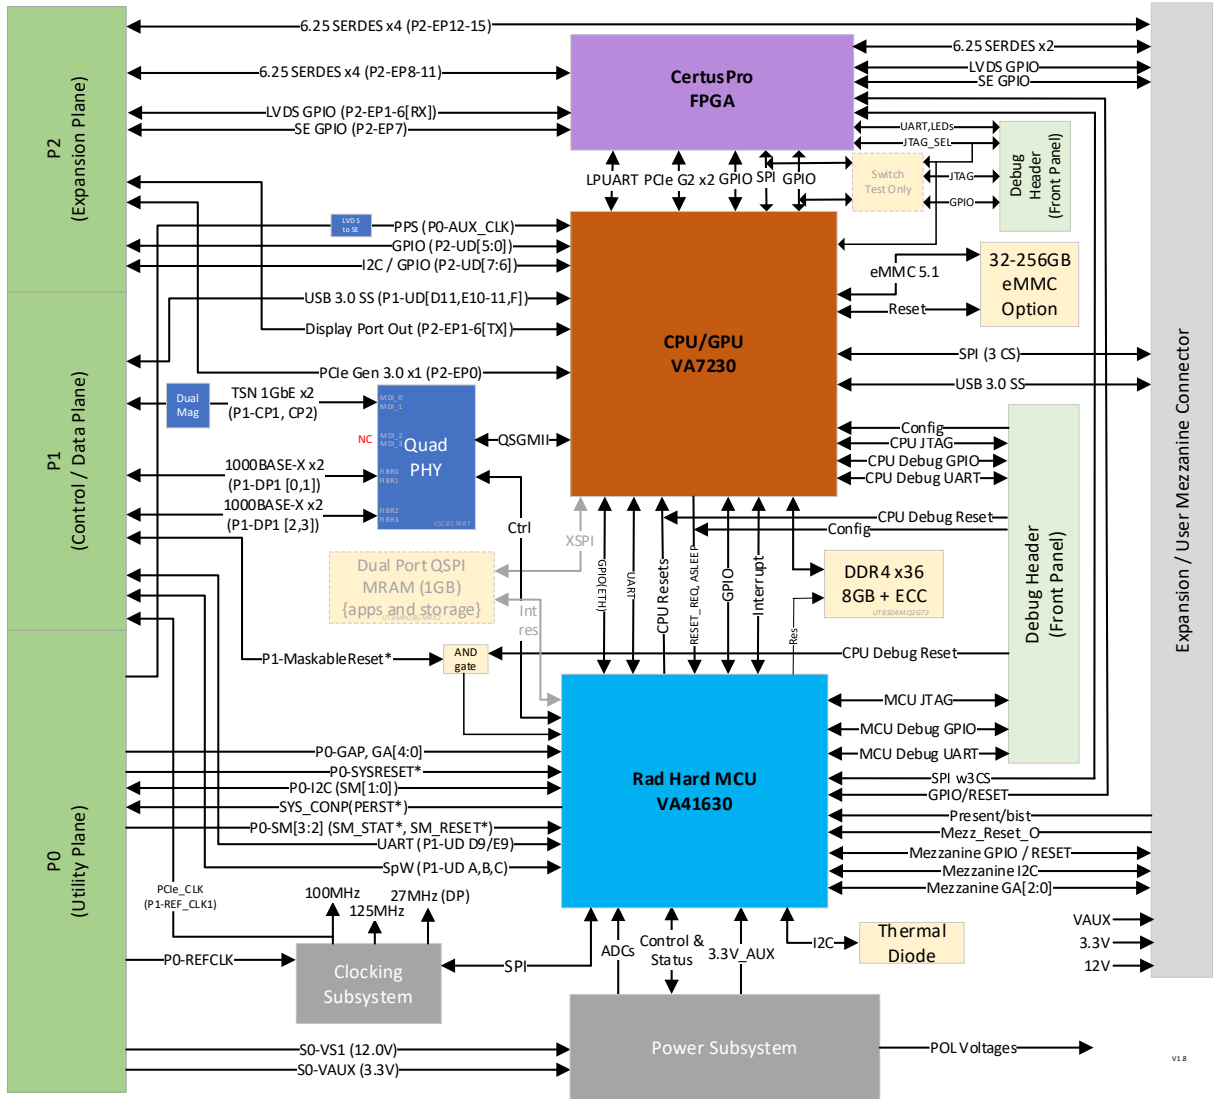 6.25 SERDES x4 (P2-EP12-15)
6.25 SERDES x4 (P2-EP8-11)
LVDS GPIO (P2-EP1-6[RX])
SE GPIO (P2-EP7)
P2
(Expansion Plane)
CertusPro
FPGA
6.25 SERDES x2
LVDS GPIO
SE GPIO
UART,LEDs
JTAG_SEL
JTAG
GPIO
Switch
Test Only
Debug
Header
(Front Panel)
LPUART
PCIe G2 x2
GPIO
SPI
GPIO
LVDS
to SE
PPS (P0-AUX_CLK)
GPIO (P2-UD[5:0])
I2C / GPIO (P2-UD[7:6])
USB 3.0 SS (P1-UD[D11,E10-11,F])
Display Port Out (P2-EP1-6[TX])
PCIe Gen 3.0 x1 (P2-EP0)
CPU/GPU
VA7230
eMMC 5.1
Reset
32-256GB
eMMC
Option
SPI (3 CS)
USB 3.0 SS
Expansion / User Mezzanine Connector
P1
(Control / Data Plane)
Dual
Mag
TSN 1GbE x2
(P1-CP1, CP2)
MDI_0
MDI_1
NC
MDI_2
MDI_3
Quad
PHY
FIBR0
FIBR1
FIBR2
FIBR3
VSC8574RT
QSGMII
1000BASE-X x2
(P1-DP1 [0,1])
1000BASE-X x2
(P1-DP1 [2,3])
Ctrl
XSPI
Config
CPU JTAG
CPU Debug GPIO
CPU Debug UART
CPU Debug Reset
Config
Debug Header
(Front Panel)
Dual Port QSPI
MRAM (1GB)
{apps and storage}
Int
res
GPIO(ETH)
UART
CPU Resets
RESET_REQ, ASLEEP
GPIO
Interrupt
Res
DDR4 x36
8GB + ECC
UT8SD4MQ2G72
P1-MaskableReset*
AND
gate
CPU Debug Reset
MCU JTAG
MCU Debug GPIO
MCU Debug UART
P0
(Utility Plane)
P0-GAP, GA[4:0]
P0-SYSRESET*
P0-I2C (SM[1:0])
SYS_CONP(PERST*)
P0-SM[3:2] (SM_STAT*, SM_RESET*)
UART (P1-UD D9/E9)
SpW (P1-UD A,B,C)
Rad Hard MCU
VA41630
SPI w3CS
GPIO/RESET
Present/bist
Mezz_Reset_O
Mezzanine GPIO / RESET
Mezzanine I2C
Mezzanine GA[2:0]
PCIe_CLK
(P1-REF_CLK1)
100MHz
125MHz
27MHz (DP)
P0-REFCLK
Clocking
Subsystem
SPI
ADCs
Control &
Status
3.3V_AUX
I2C
Thermal
Diode
VAUX
3.3V
12V
S0-VS1 (12.0V)
S0-VAUX (3.3V)
Power Subsystem
POL Voltages
V1.8